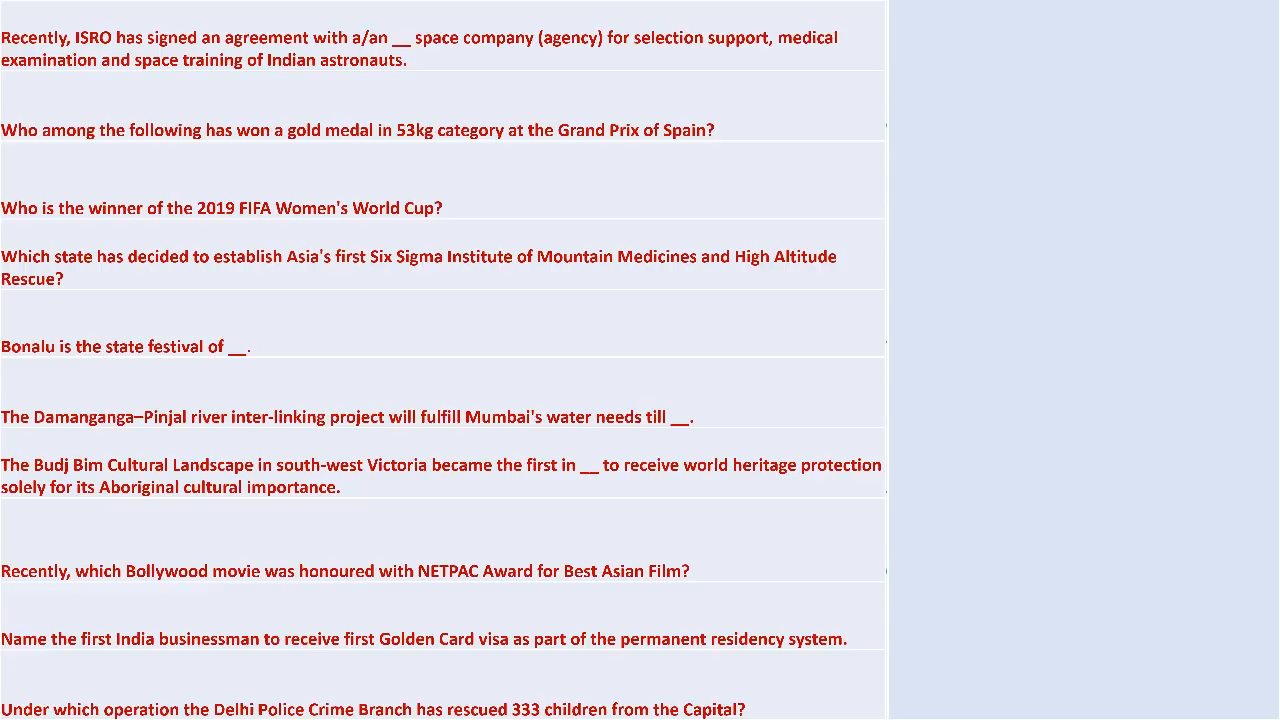 Recently, ISRO has signed an agreement with a/an __ space company (agency) for selection support, medical
examination and space training of Indian astronauts.
Who among the following has won a gold medal in 53kg category at the Grand Prix of Spain?
Who is the winner of the 2019 FIFA Women's World Cup?
Which state has decided to establish Asia's first Six Sigma Institute of Mountain Medicines and High Altitude
Rescue?
Bonalu is the state festival of __.
The Damanganga–Pinjal river inter-linking project will fulfill Mumbai's water needs till __.
The Budj Bim Cultural Landscape in south-west Victoria became the first in __ to receive world heritage protection
solely for its Aboriginal cultural importance.
Recently, which Bollywood movie was honoured with NETPAC Award for Best Asian Film?
Name the first India businessman to receive first Golden Card visa as part of the permanent residency system.
Under which operation the Delhi Police Crime Branch has rescued 333 children from the Capital?